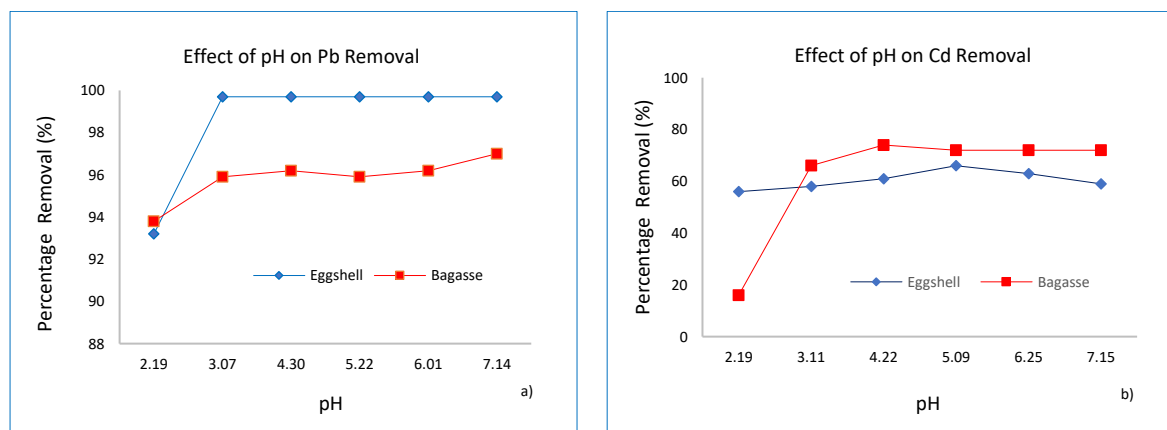 Effect of pH on Pb Removal
Percentage Removal (%)
100
98
96
94
92
90
88
Eggshell
Bagasse
2.19 3.07 4.30 5.22 6.01 7.14
pH
a)
Effect of pH on Cd Removal
Percentage Removal (%)
100
80
60
40
20
0
Eggshell
Bagasse
2.19 3.11 4.22 5.09 6.25 7.15
pH
b)